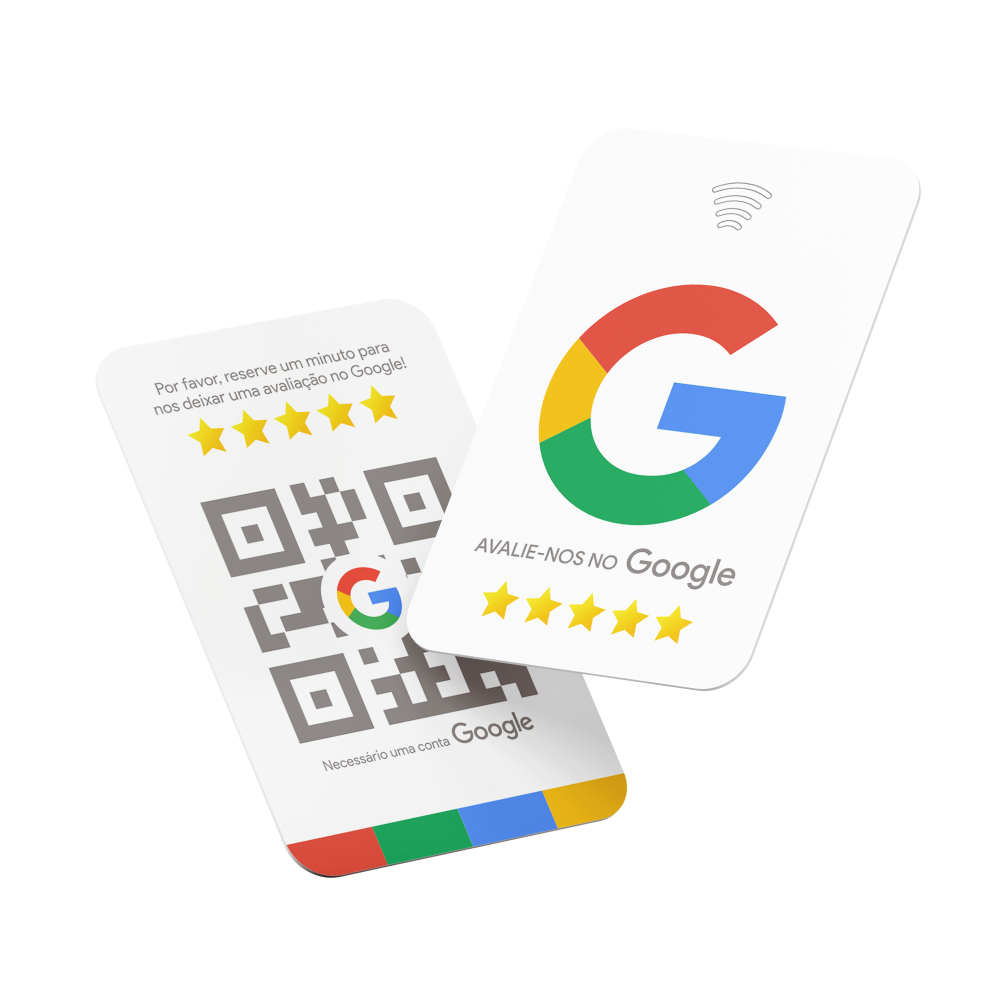 Por favor, reserve um minuto para
nos deixar uma avaliação no Google!
Necessário uma conta Google
AVALIE-NOS NO Google